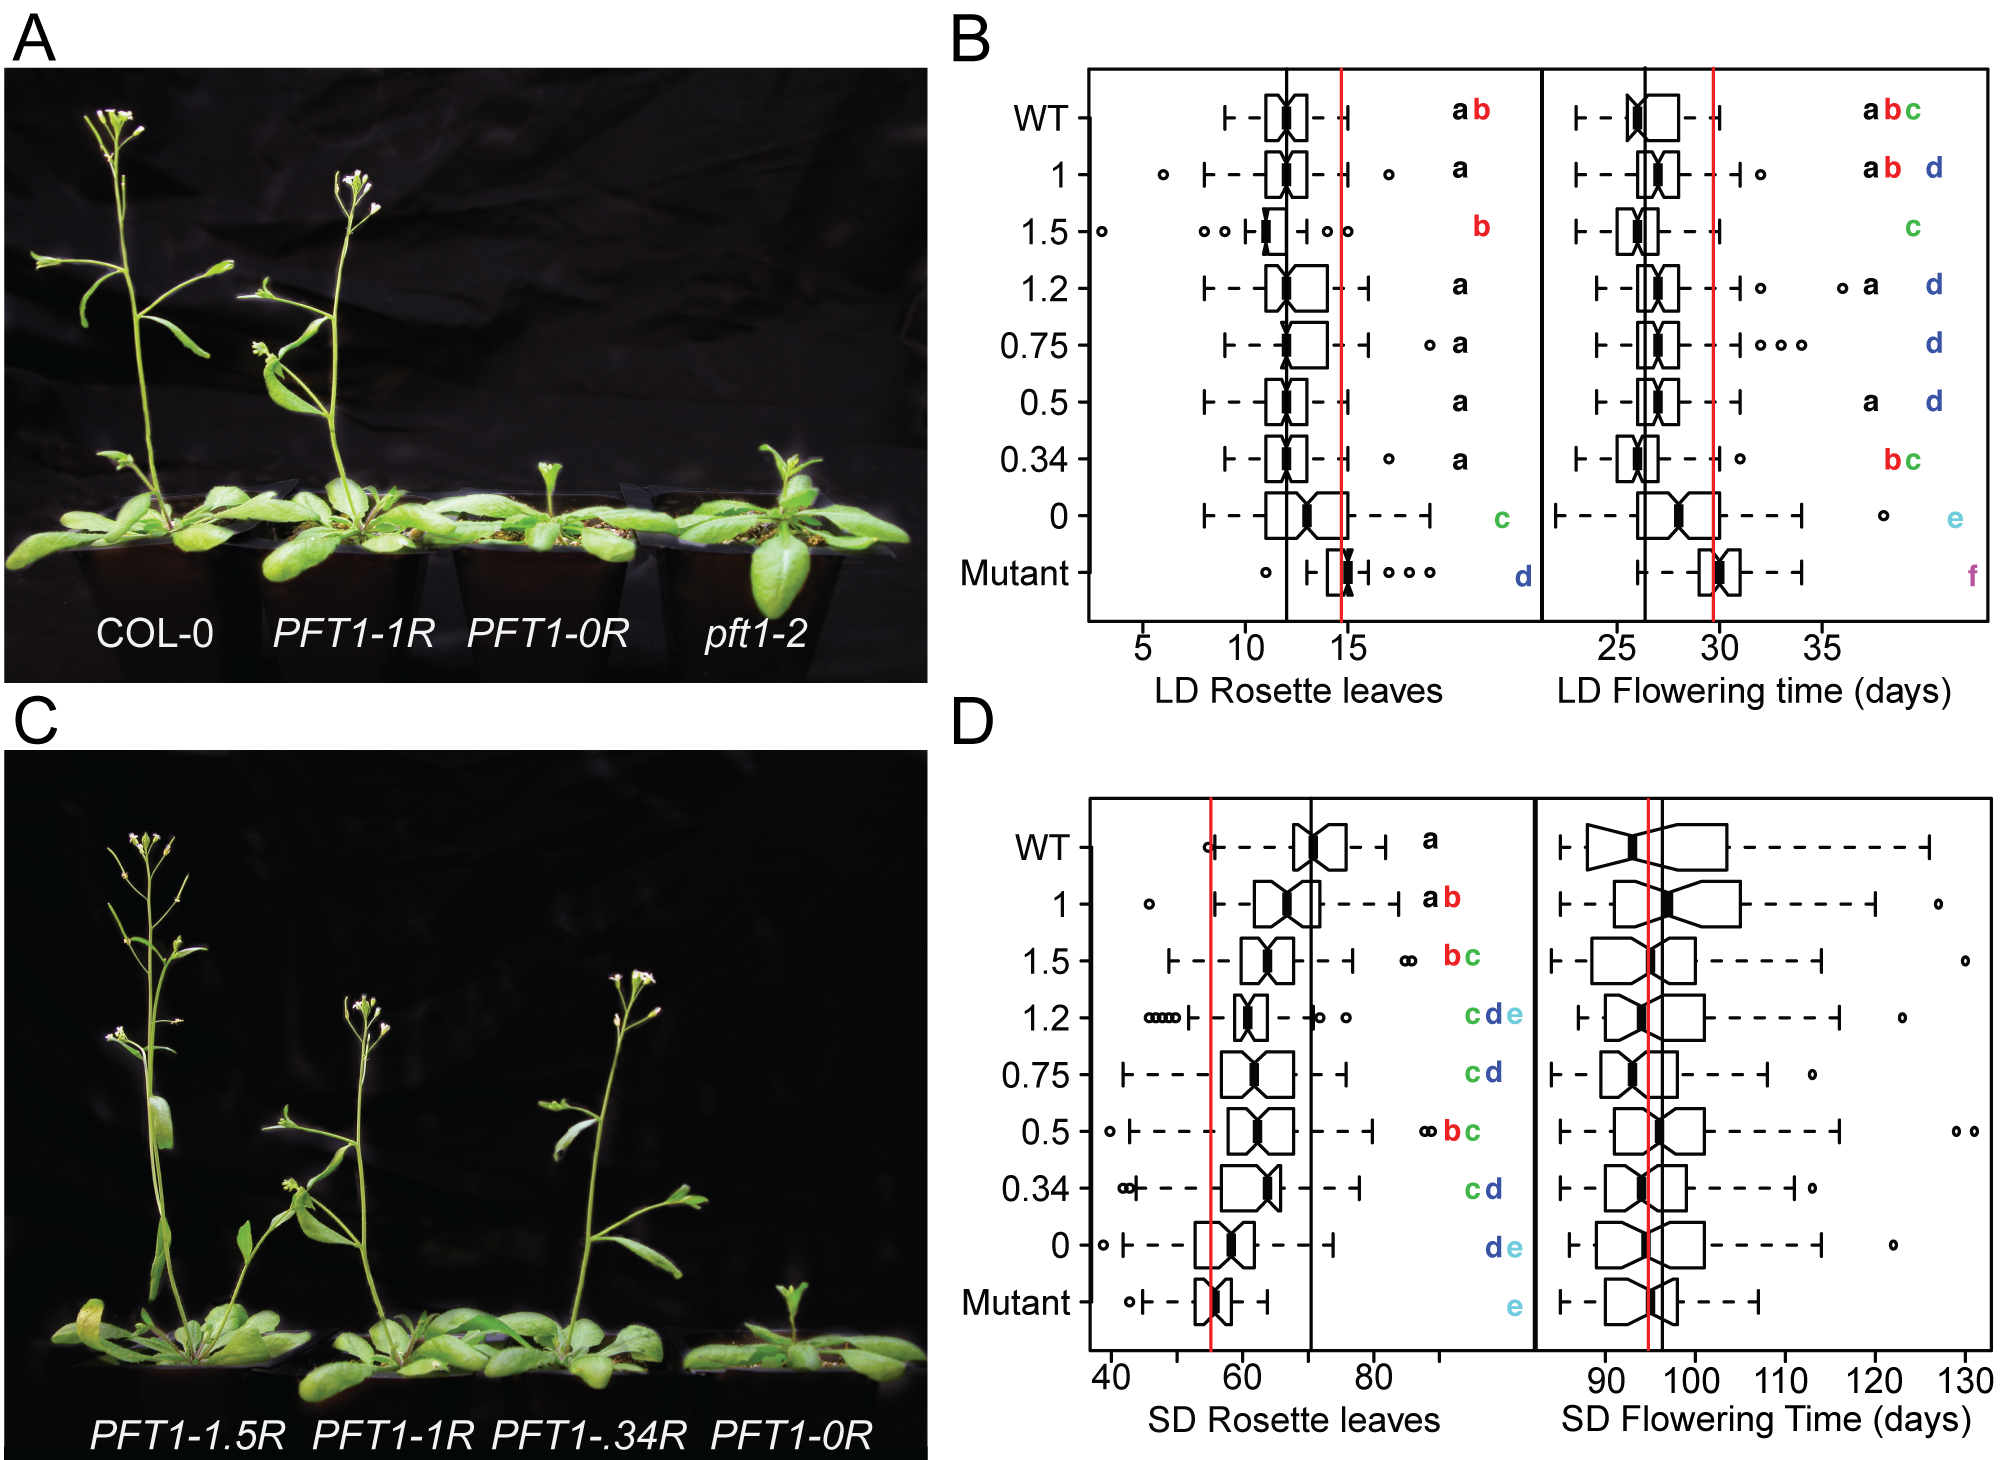 A
COL-0 PFT1-1R PFT1-0R pft1-2
B
WT a b a b c
1 a a b d
1.5 b c
1.2 a a d
0.75 a d
0.5 a a d
0.34 a b c
0 c e
Mutant d f
5 10 15 25 30 35
LD Rosette leaves LD Flowering time (days)
C
PFT1-1.5R PFT1-1R PFT1-.34R PFT1-0R
D
WT a
1 a b
1.5 b c
1.2 c d e
0.75 c d
0.5 b c
0.34 c d
0 d e
Mutant e
40 60 80 90 100 110 120 130
SD Rosette leaves SD Flowering Time (days)